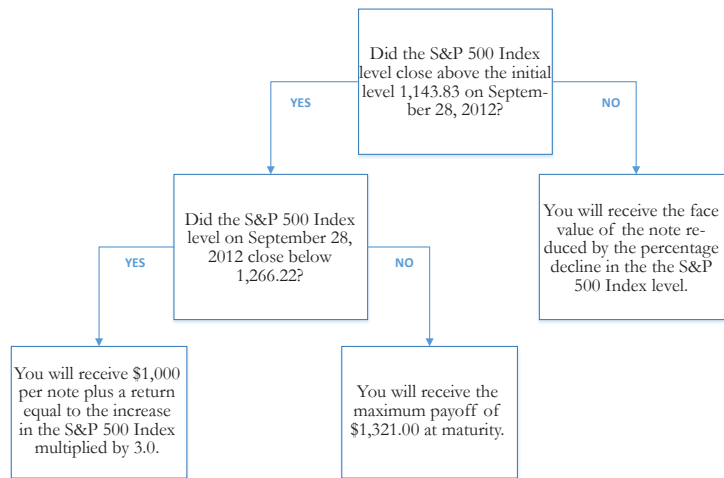 Did the S&P 500 Index
level close above the initial
level 1,143.83 on Septem-
ber 28, 2012?
YES
NO
Did the S&P 500 Index
level on September 28,
2012 close below
1,266.22?
You will receive the face
value of the note re-
duced by the percentage
decline in the the S&P
500 Index level.
YES
NO
You will receive $1,000
per note plus a return
equal to the increase
in the S&P 500 Index
multiplied by 3.0.
You will receive the
maximum payoff of
$1,321.00 at maturity.